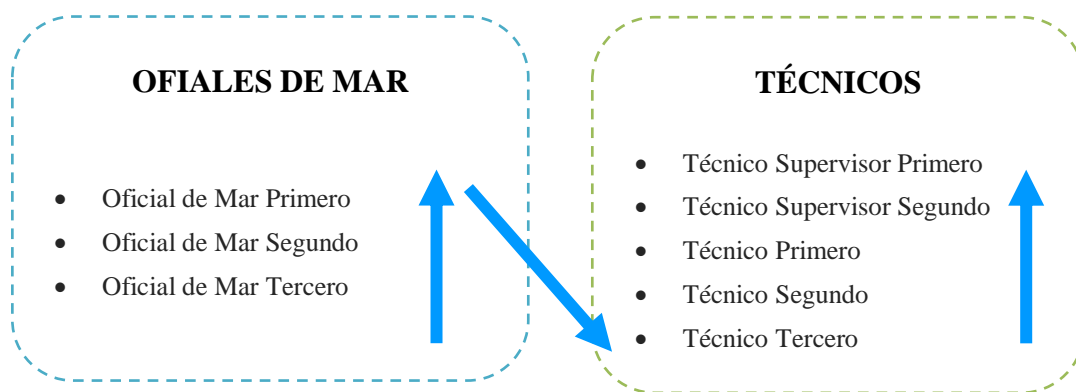 OFIALES DE MAR
• Oficial de Mar Primero
• Oficial de Mar Segundo
• Oficial de Mar Tercero
TÉCNICOS
• Técnico Supervisor Primero
• Técnico Supervisor Segundo
• Técnico Primero
• Técnico Segundo
• Técnico Tercero